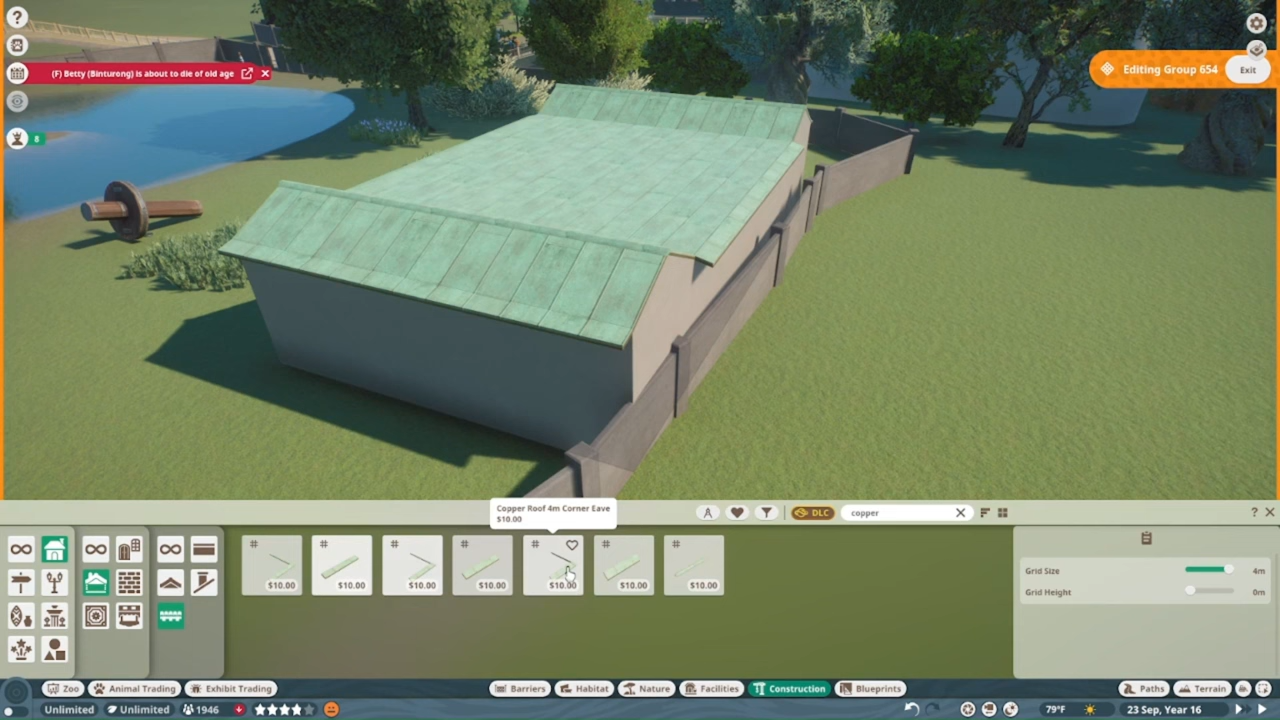 ?
(F) Betty (Binturong) is about to die of old age
8
Editing Group 654
Exit
Copper Roof 4m Corner Eave
$10.00
DLC
copper
?
$10.00
$10.00
$10.00
$10.00
$10.00
$10.00
$10.00
Grid Size
4m
Grid Height
0m
Zoo
Animal Trading
Exhibit Trading
Barriers
Habitat
Nature
Facilities
Construction
Blueprints
Paths
Terrain
Unlimited
Unlimited
1946
79°F
23 Sep, Year 16